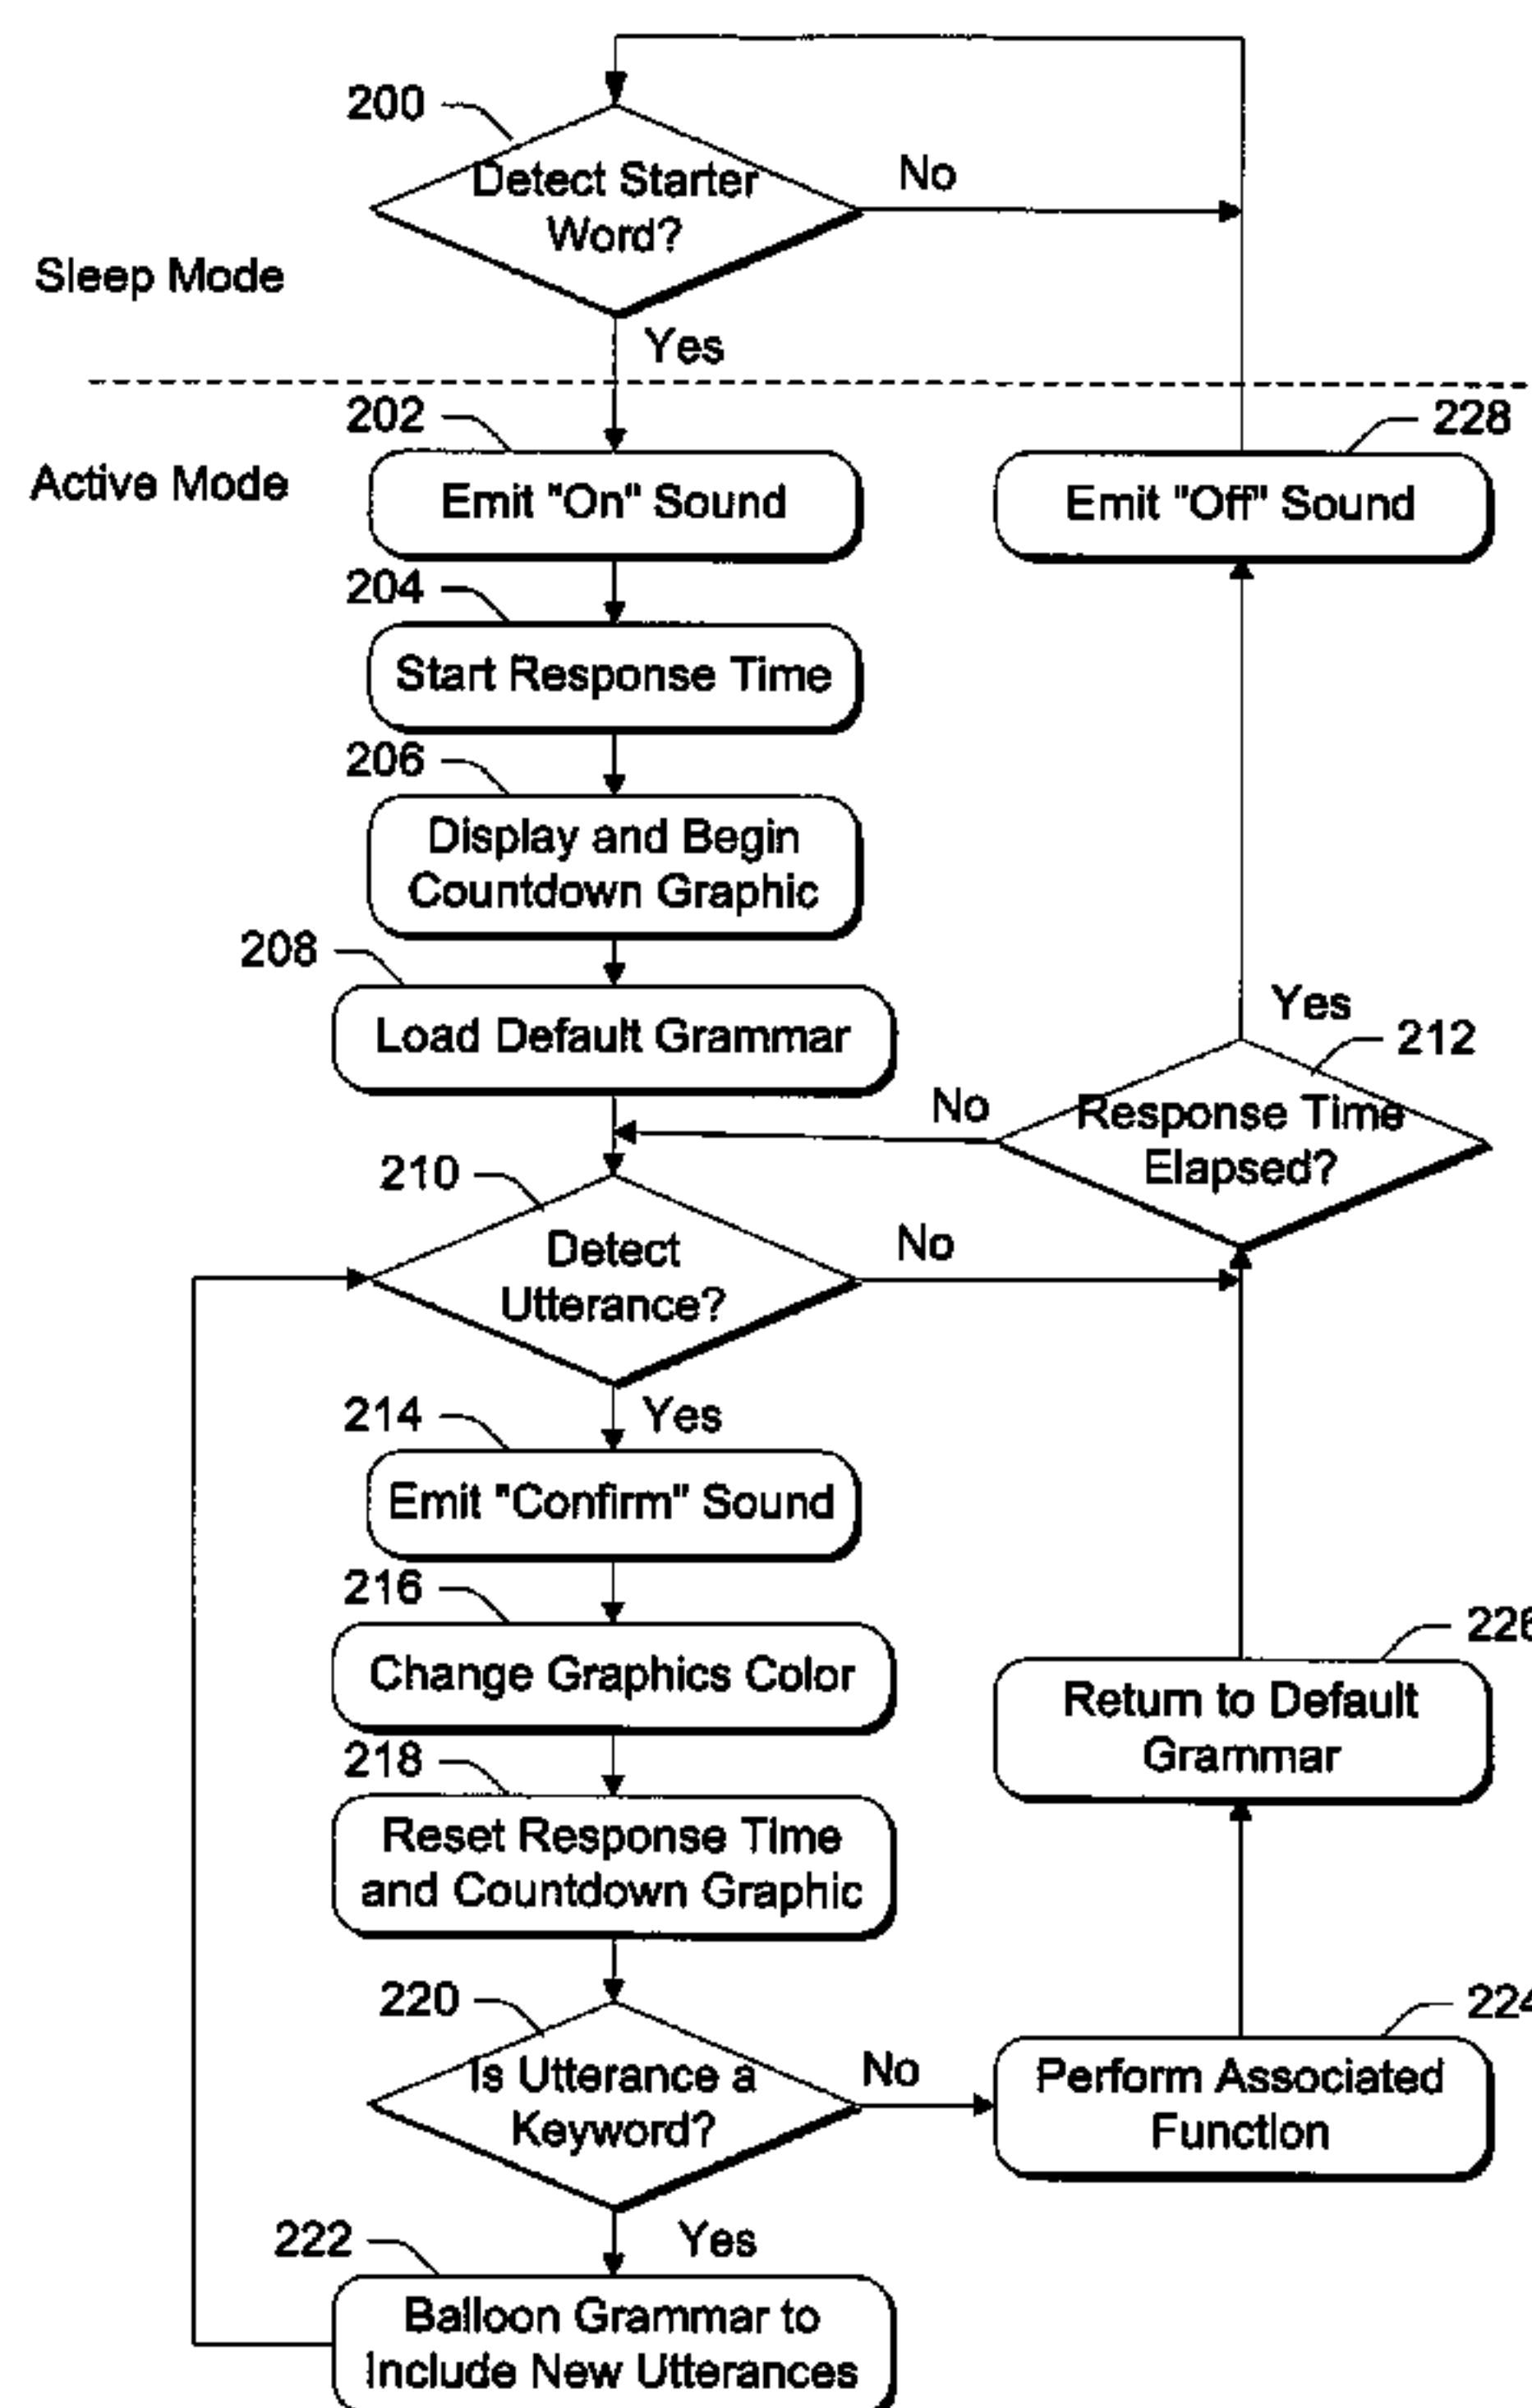 200
Detect Starter
Word?
No
Sleep Mode
Yes
202
228
Active Mode
Emit "On" Sound
Emit "Off" Sound
204
Start Response Time
206
Display and Begin
Countdown Graphic
208
Load Default Grammar
Yes
212
No
Response Time
Elapsed?
210
Detect
Utterance?
No
214
Yes
Emit "Confirm" Sound
216
Change Graphics Color
226
Return to Default
Grammar
218
Reset Response Time
and Countdown Graphic
220
Is Utterance a
Keyword?
No
224
Perform Associated
Function
222
Yes
Balloon Grammar to
Include New Utterances